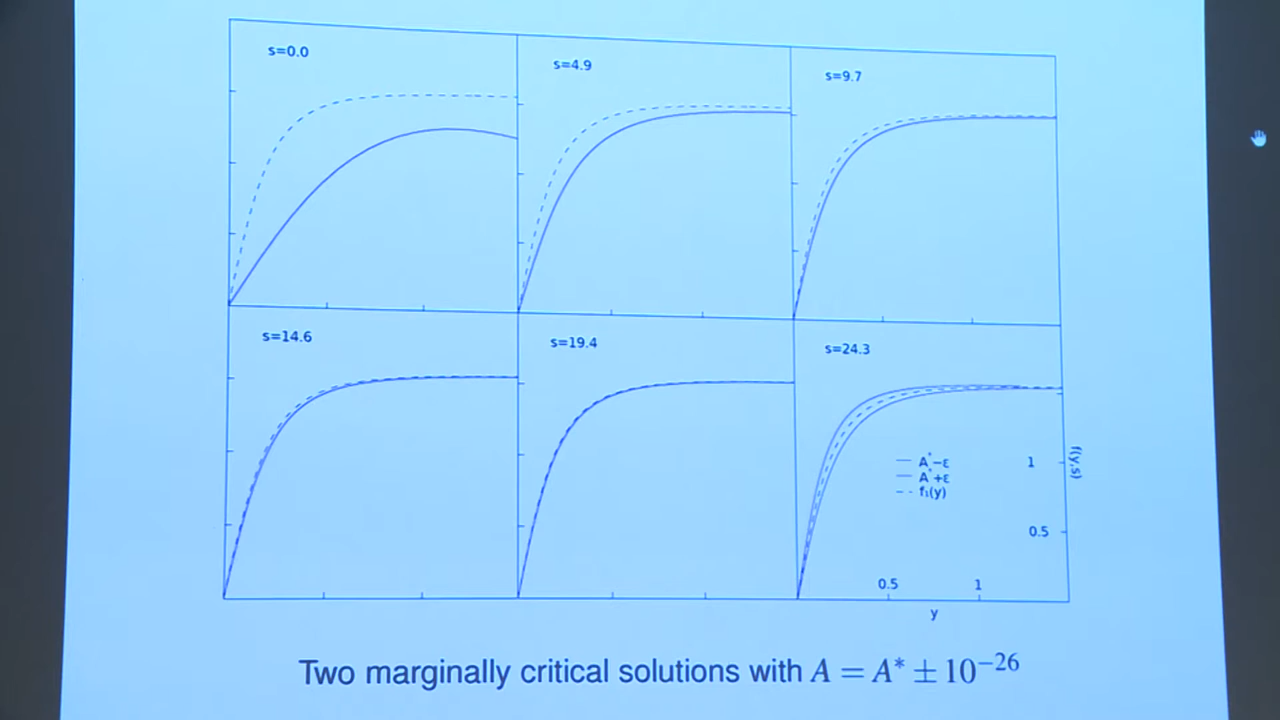 s=0.0
s=4.9
s=9.7
s=14.6
s=19.4
s=24.3
A*−ε
A*+ε
f₁(y)
1
0.5
f(y,s)
0.5
1
y
Two marginally critical solutions with A = A* ± 10⁻²⁶